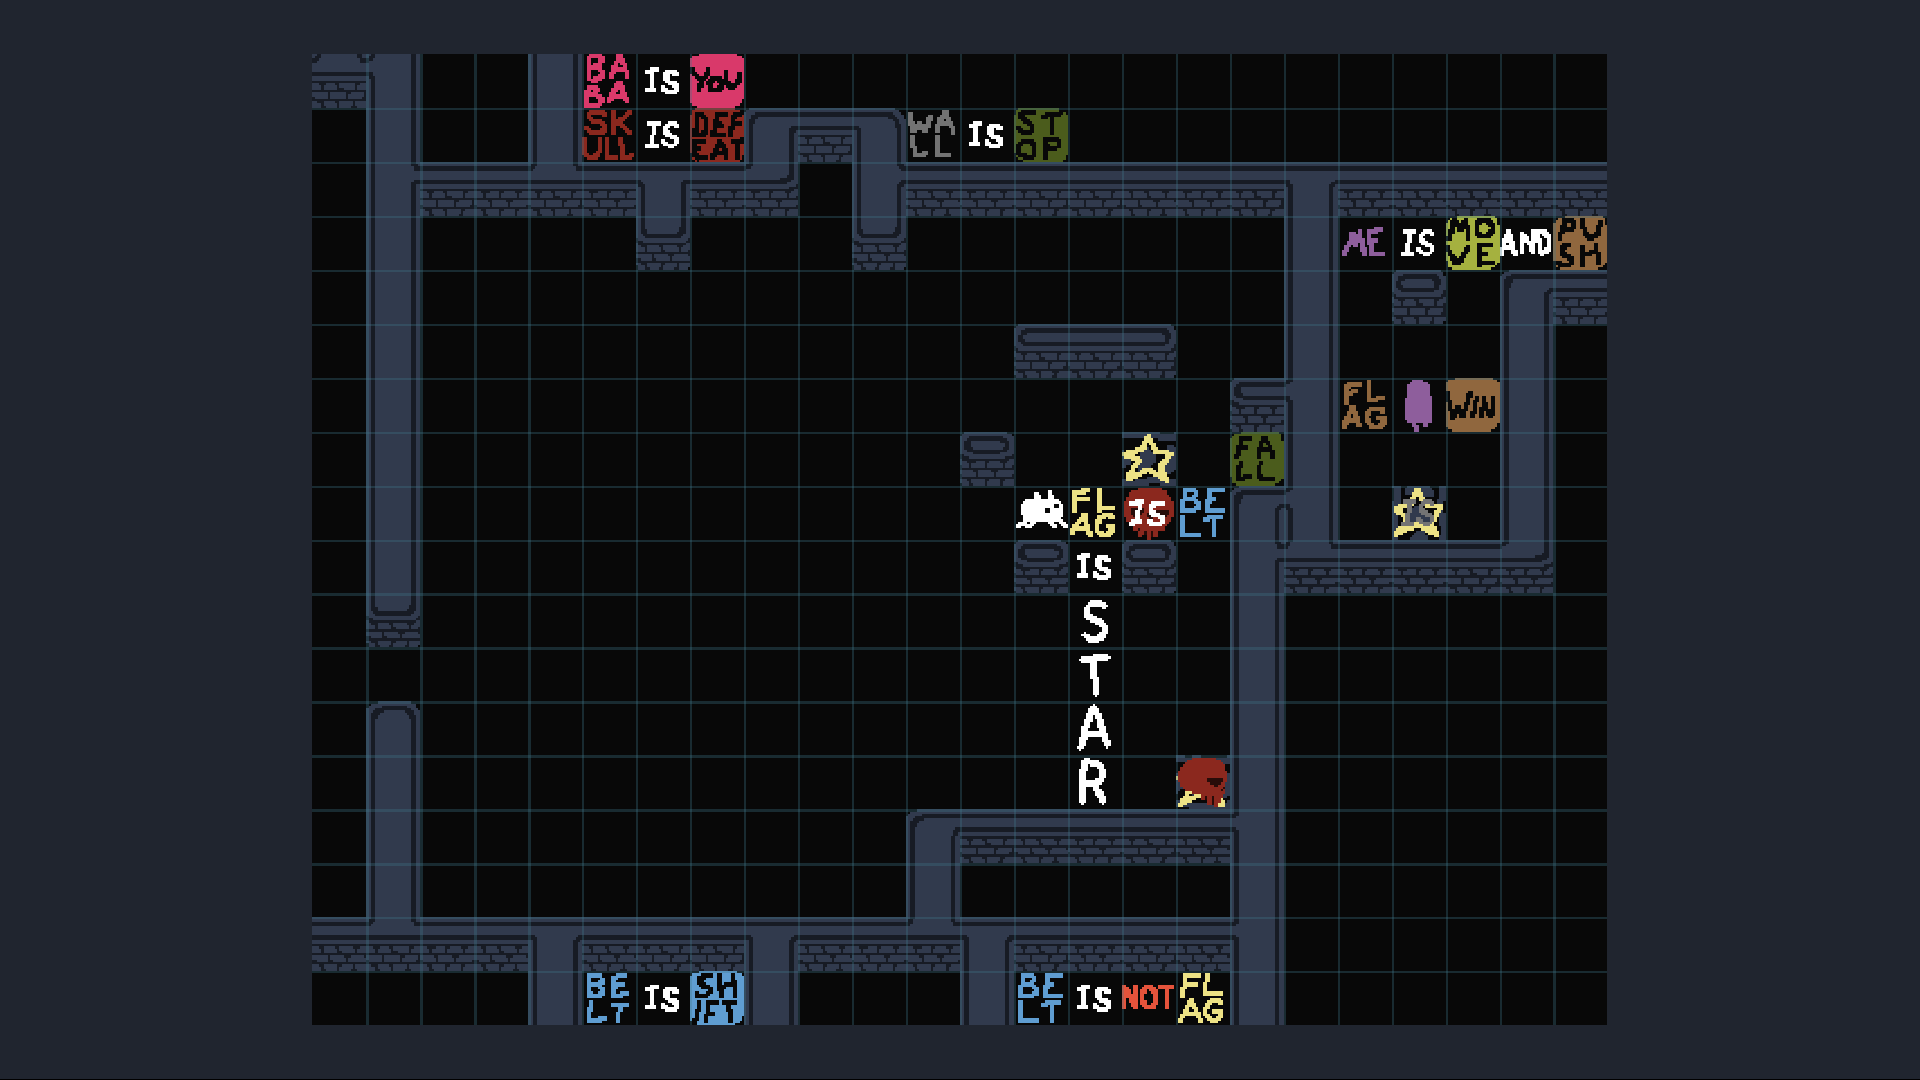 BABA IS YOU
SKULL IS DEFEAT
WALL IS STOP
ME IS MOVE AND PUSH
FLAG WIN
FALL
FLAG IS BELT
IS
IS
S
T
A
R
BELT IS SHIFT
BELT IS NOT FLAG